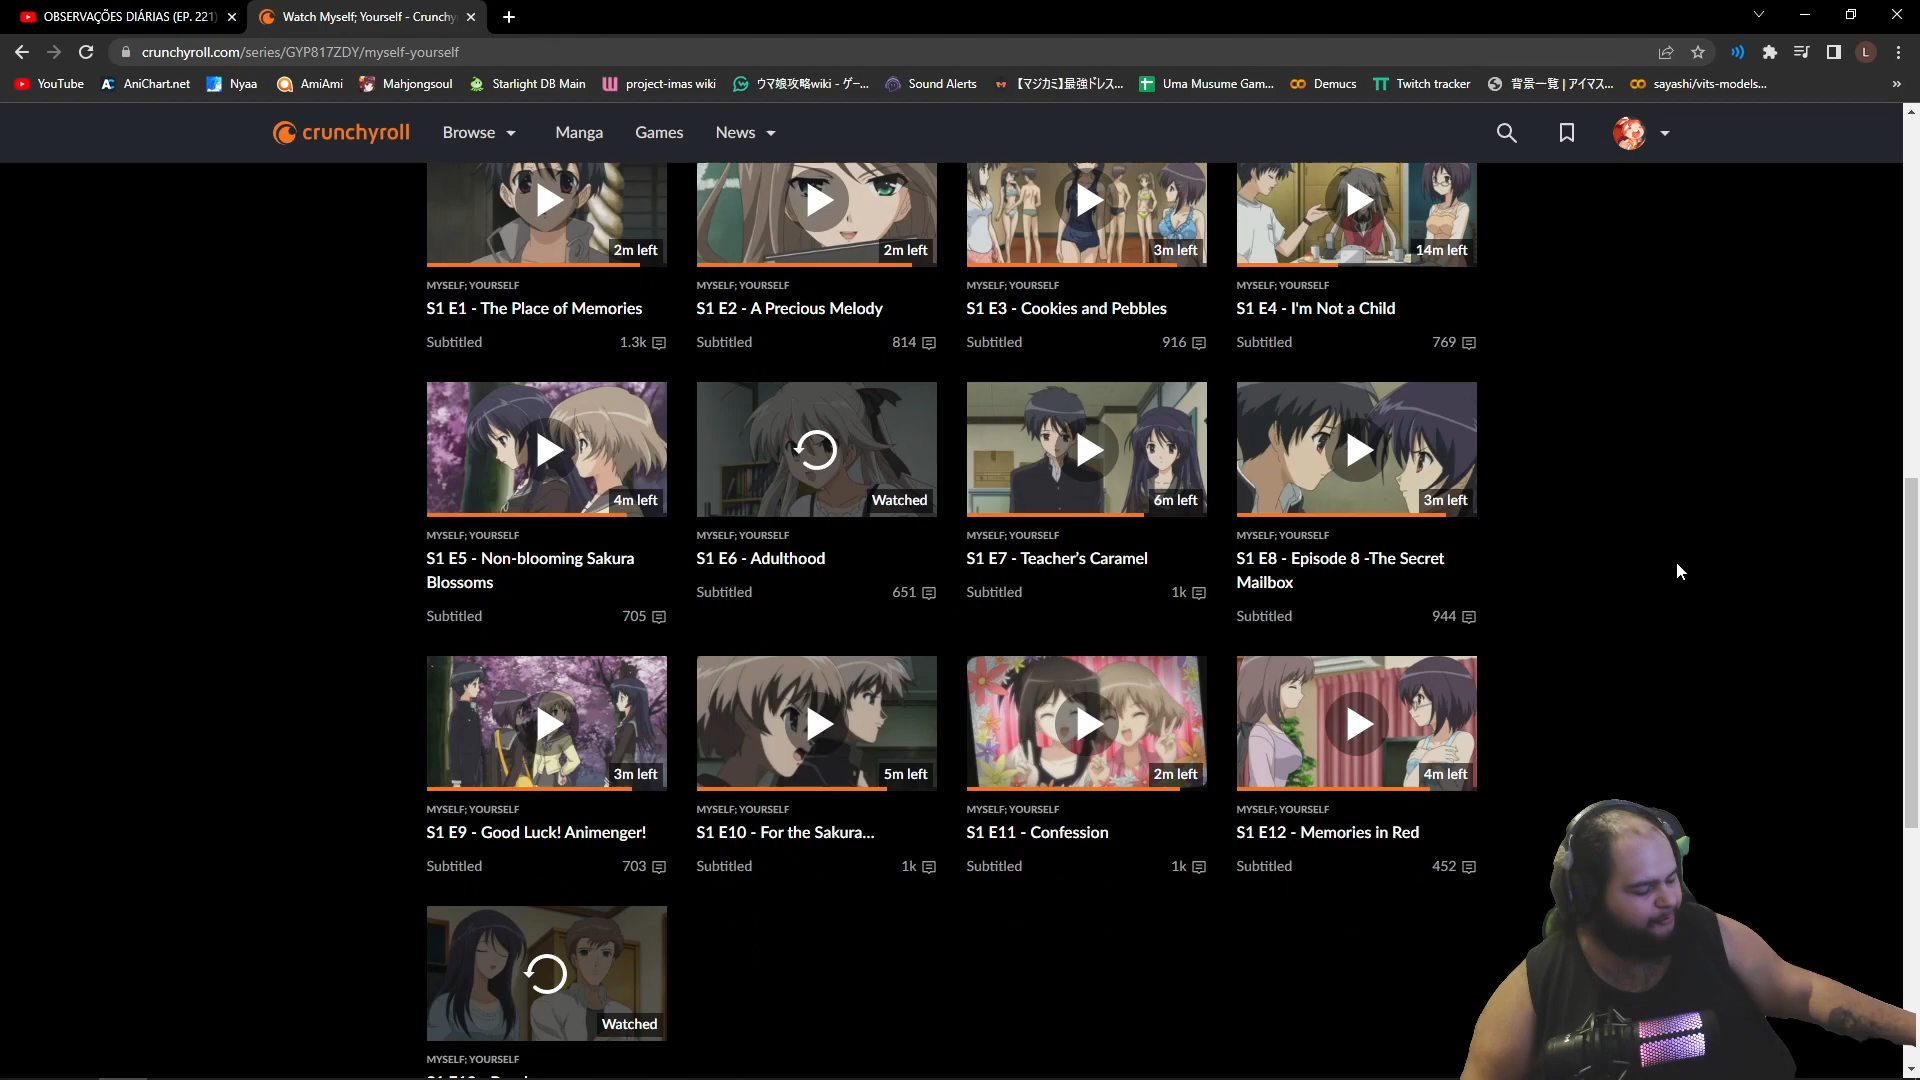 OBSERVAÇÕES DIÁRIAS (EP. 221)
Watch Myself; Yourself - Crunchy
crunchyroll.com/series/GYP817ZDY/myself-yourself
L
YouTube
AniChart.net
Nyaa
AmiAmi
Mahjongsoul
Starlight DB Main
project-imas wiki
ウマ娘攻略wiki - ゲー...
Sound Alerts
【マジカミ】最強ドレス...
Uma Musume Gam...
Demucs
Twitch tracker
背景一覧 | アイマス...
sayashi/vits-models...
crunchyroll
Browse
Manga
Games
News
2m left
2m left
3m left
14m left
MYSELF; YOURSELF
MYSELF; YOURSELF
MYSELF; YOURSELF
MYSELF; YOURSELF
S1 E1 - The Place of Memories
S1 E2 - A Precious Melody
S1 E3 - Cookies and Pebbles
S1 E4 - I'm Not a Child
Subtitled 1.3k
Subtitled 814
Subtitled 916
Subtitled 769
4m left
Watched
6m left
3m left
MYSELF; YOURSELF
MYSELF; YOURSELF
MYSELF; YOURSELF
MYSELF; YOURSELF
S1 E5 - Non-blooming Sakura
Blossoms
S1 E6 - Adulthood
S1 E7 - Teacher's Caramel
S1 E8 - Episode 8 -The Secret
Mailbox
Subtitled 705
Subtitled 651
Subtitled 1k
Subtitled 944
3m left
5m left
2m left
4m left
MYSELF; YOURSELF
MYSELF; YOURSELF
MYSELF; YOURSELF
MYSELF; YOURSELF
S1 E9 - Good Luck! Animenger!
S1 E10 - For the Sakura...
S1 E11 - Confession
S1 E12 - Memories in Red
Subtitled 703
Subtitled 1k
Subtitled 1k
Subtitled 452
Watched
MYSELF; YOURSELF